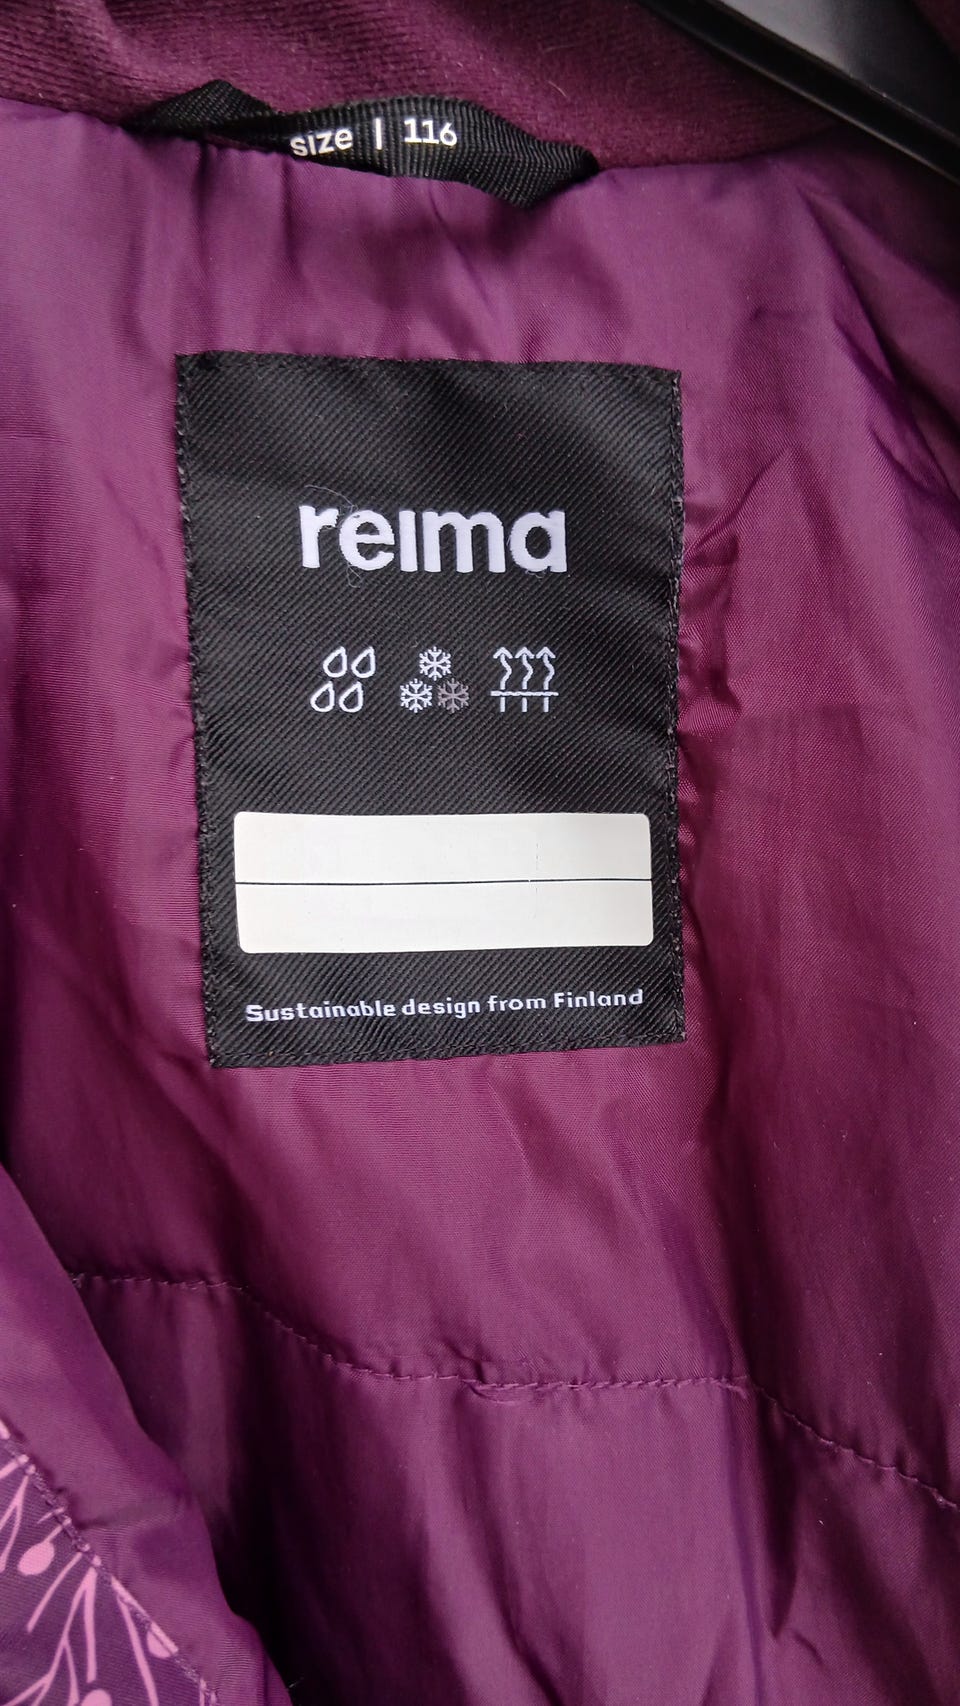 size | 116
reima
Sustainable design from Finland